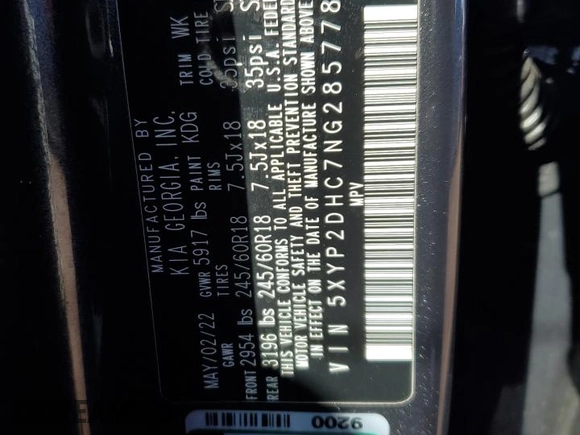 MANUFACTURED BY
KIA GEORGIA, INC.
MAY/02/22 GVWR 5917 lbs PAINT KDG TRIM WK
GAWR TIRES RIMS COLD TIRE
FRONT 2954 lbs 245/60R18 7.5Jx18 35psi
REAR 3196 lbs 245/60R18 7.5Jx18 35psi
THIS VEHICLE CONFORMS TO ALL APPLICABLE U.S.A. FEDER
MOTOR VEHICLE SAFETY AND THEFT PREVENTION STANDARD
IN EFFECT ON THE DATE OF MANUFACTURE SHOWN ABOVE
VIN 5XYP2DHC7NG285778
MPV
9200